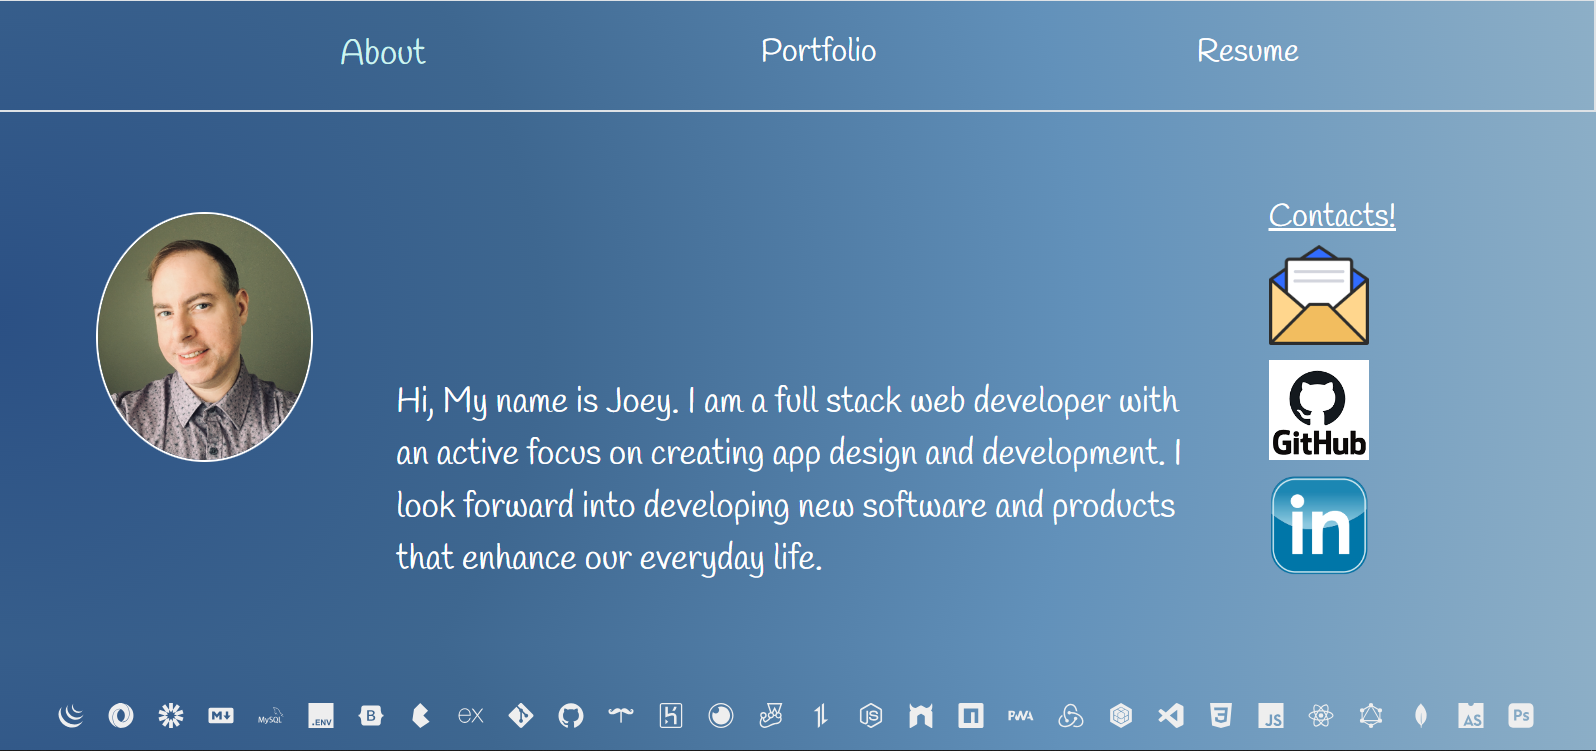 About Portfolio Resume
Contacts!
GitHub
in
Hi, My name is Joey. I am a full stack web developer with
an active focus on creating app design and development. I
look forward into developing new software and products
that enhance our everyday life.
M MySQL .ENV B ex JS PWA 3 JS AS Ps